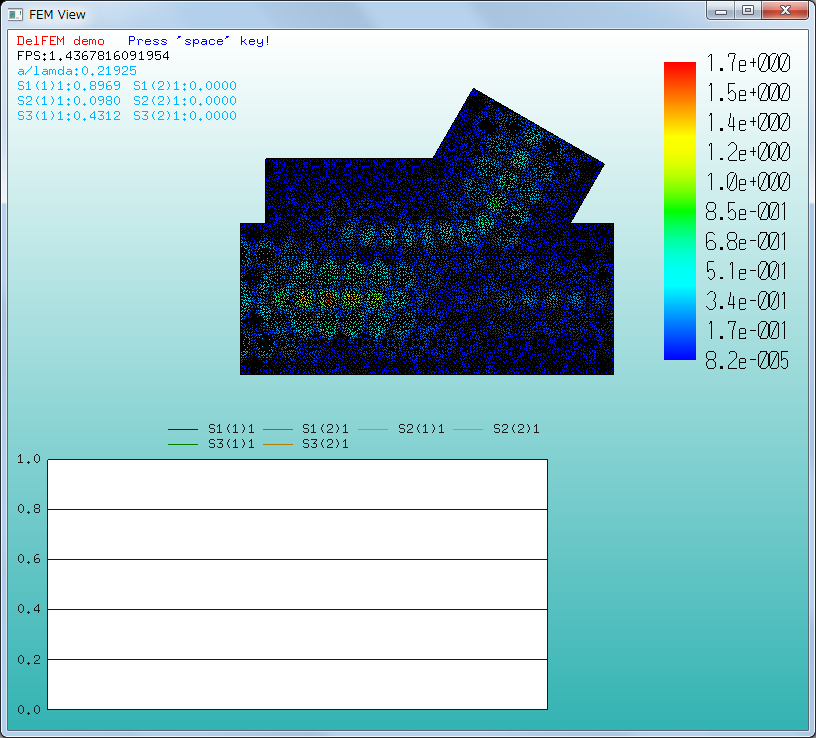 FEM View
DelFEM demo   Press "space" key!
FPS:1.4367816091954
a/lamda:0.21925
S1(1)1:0.8969 S1(2)1:0.0000
S2(1)1:0.0980 S2(2)1:0.0000
S3(1)1:0.4312 S3(2)1:0.0000
1.7e+000
1.5e+000
1.4e+000
1.2e+000
1.0e+000
8.5e-001
6.8e-001
5.1e-001
3.4e-001
1.7e-001
8.2e-005
S1(1)1 S1(2)1 S2(1)1 S2(2)1
S3(1)1 S3(2)1
1.0
0.8
0.6
0.4
0.2
0.0